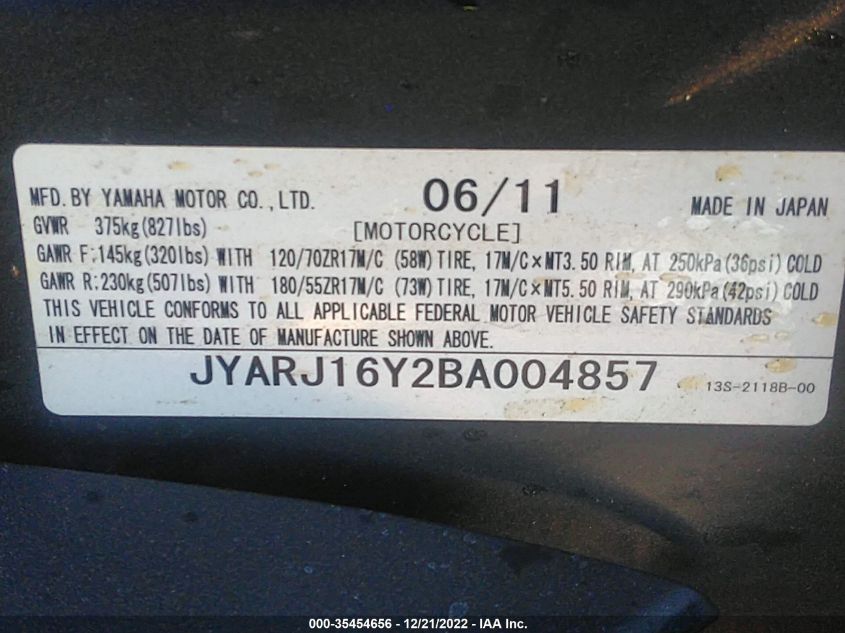 MFD. BY YAMAHA MOTOR CO., LTD. 06/11 MADE IN JAPAN
GVWR 375kg (827lbs) [MOTORCYCLE]
GAWR F:145kg (320lbs) WITH 120/70ZR17M/C (58W) TIRE, 17M/C×MT3.50 RIM, AT 250kPa (36psi) COLD
GAWR R:230kg (507lbs) WITH 180/55ZR17M/C (73W) TIRE, 17M/C×MT5.50 RIM, AT 290kPa (42psi) COLD
THIS VEHICLE CONFORMS TO ALL APPLICABLE FEDERAL MOTOR VEHICLE SAFETY STANDARDS
IN EFFECT ON THE DATE OF MANUFACTURE SHOWN ABOVE.
JYARJ16Y2BA004857 13S-2118B-00
000-35454656 - 12/21/2022 - IAA Inc.